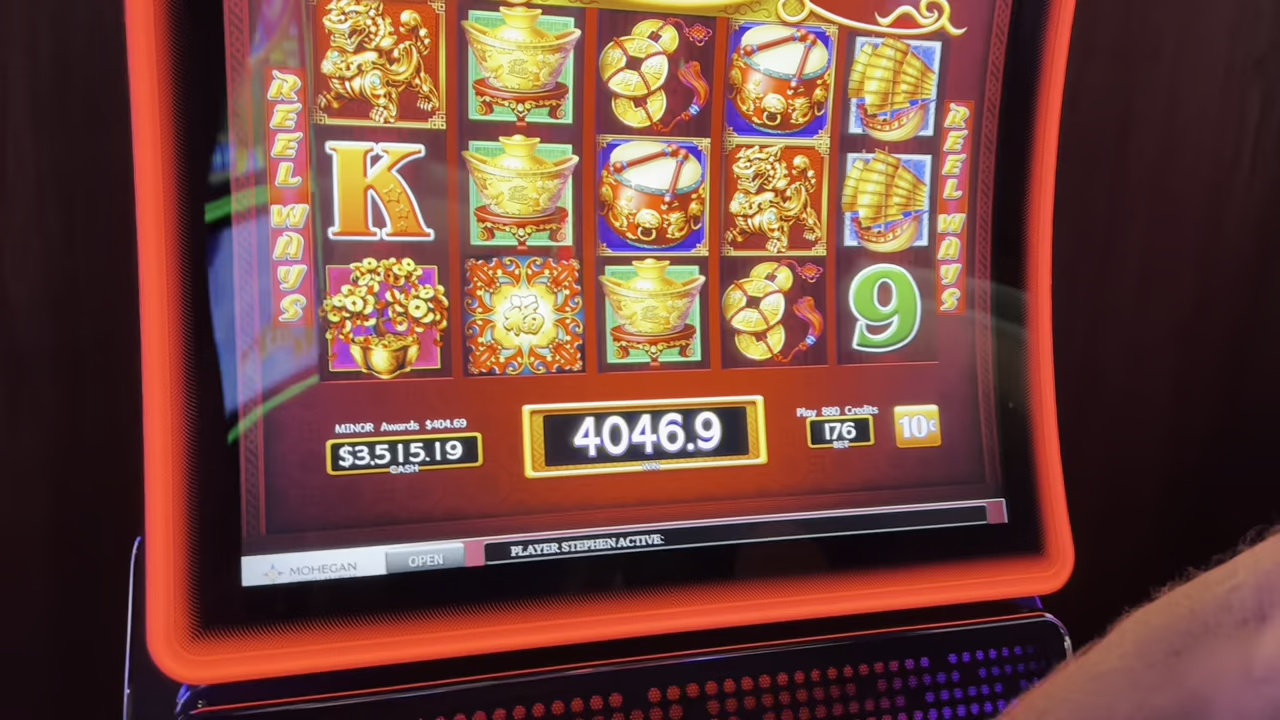 REEL WAYS
REEL WAYS
K
福
9
MINOR Awards $404.69
$3,515.19
CASH
4046.9
WIN
Play 880 Credits
176
BET
10¢
MOHEGAN
OPEN
PLAYER STEPHEN ACTIVE: